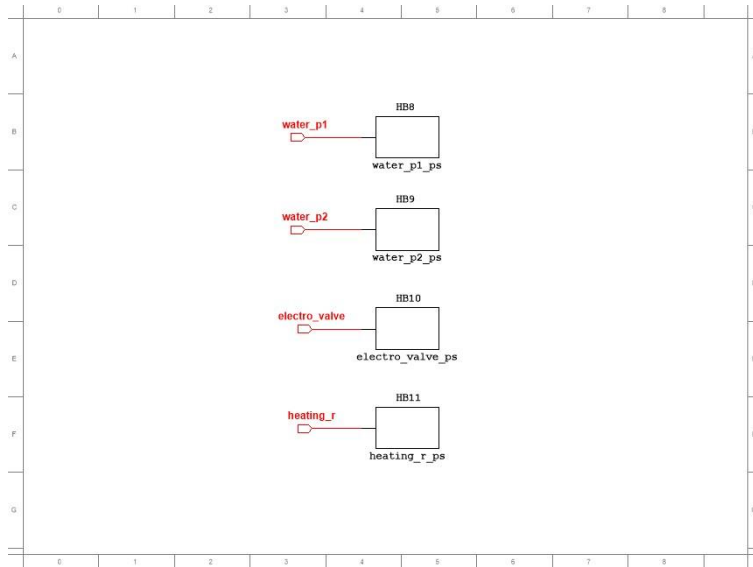 0 1 2 3 4 5 6 7 8
A
HB8
water_p1
B
water_p1_ps
HB9
C
water_p2
water_p2_ps
D
HB10
electro_valve
E
electro_valve_ps
HB11
heating_r
F
heating_r_ps
G
0 1 2 3 4 5 6 7 8